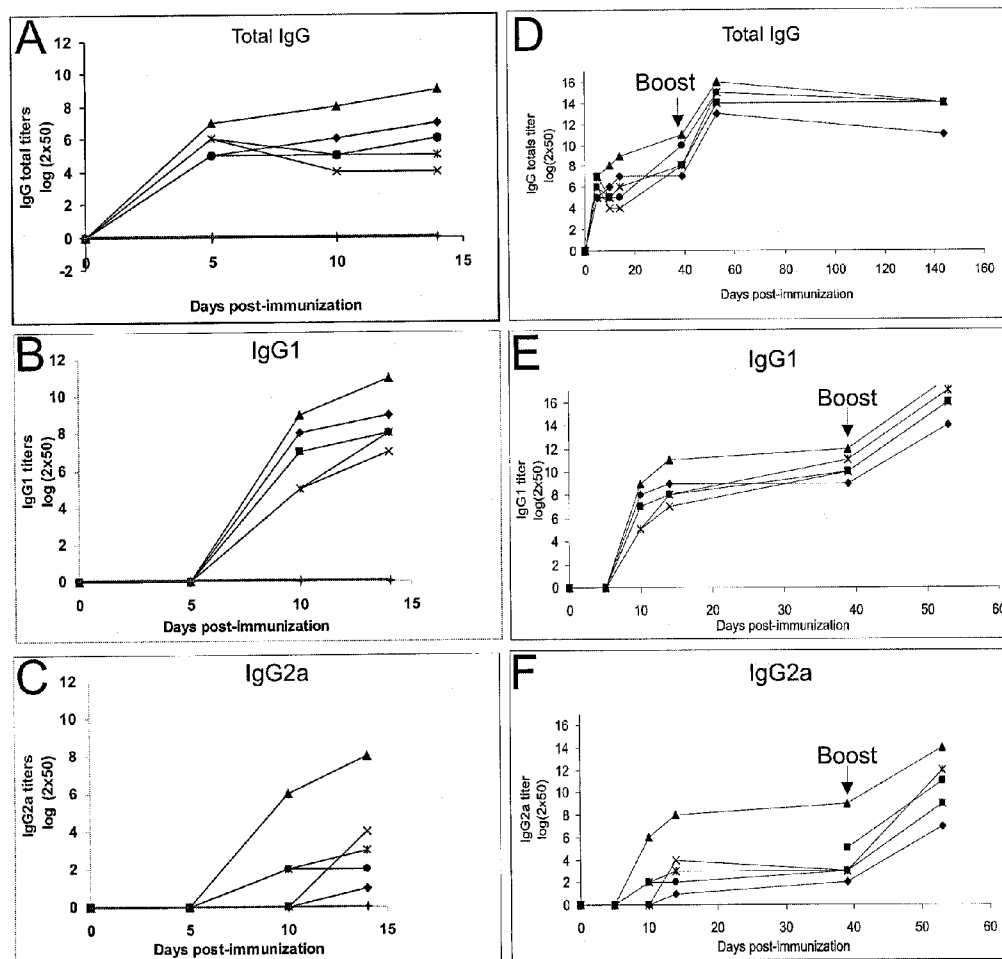 A
Total IgG
IgG total titers
log (2x50)
12
10
8
6
4
2
0
-2
0 5 10 15
Days post-immunization
B
IgG1
IgG1 titers
log (2x50)
12
10
8
6
4
2
0
0 5 10 15
Days post-immunization
C
IgG2a
IgG2a titers
log (2x50)
12
10
8
6
4
2
0
0 5 10 15
Days post-immunization
D
Total IgG
Boost
IgG totals titer
log(2x50)
16
14
12
10
8
6
4
2
0
0 20 40 60 80 100 120 140 160
Days post-immunization
E
IgG1
Boost
IgG1 titer
log(2x50)
16
14
12
10
8
6
4
2
0
0 10 20 30 40 50 60
Days post-immunization
F
IgG2a
Boost
IgG2a titer
log(2x50)
16
14
12
10
8
6
4
2
0
0 10 20 30 40 50 60
Days post-immunization